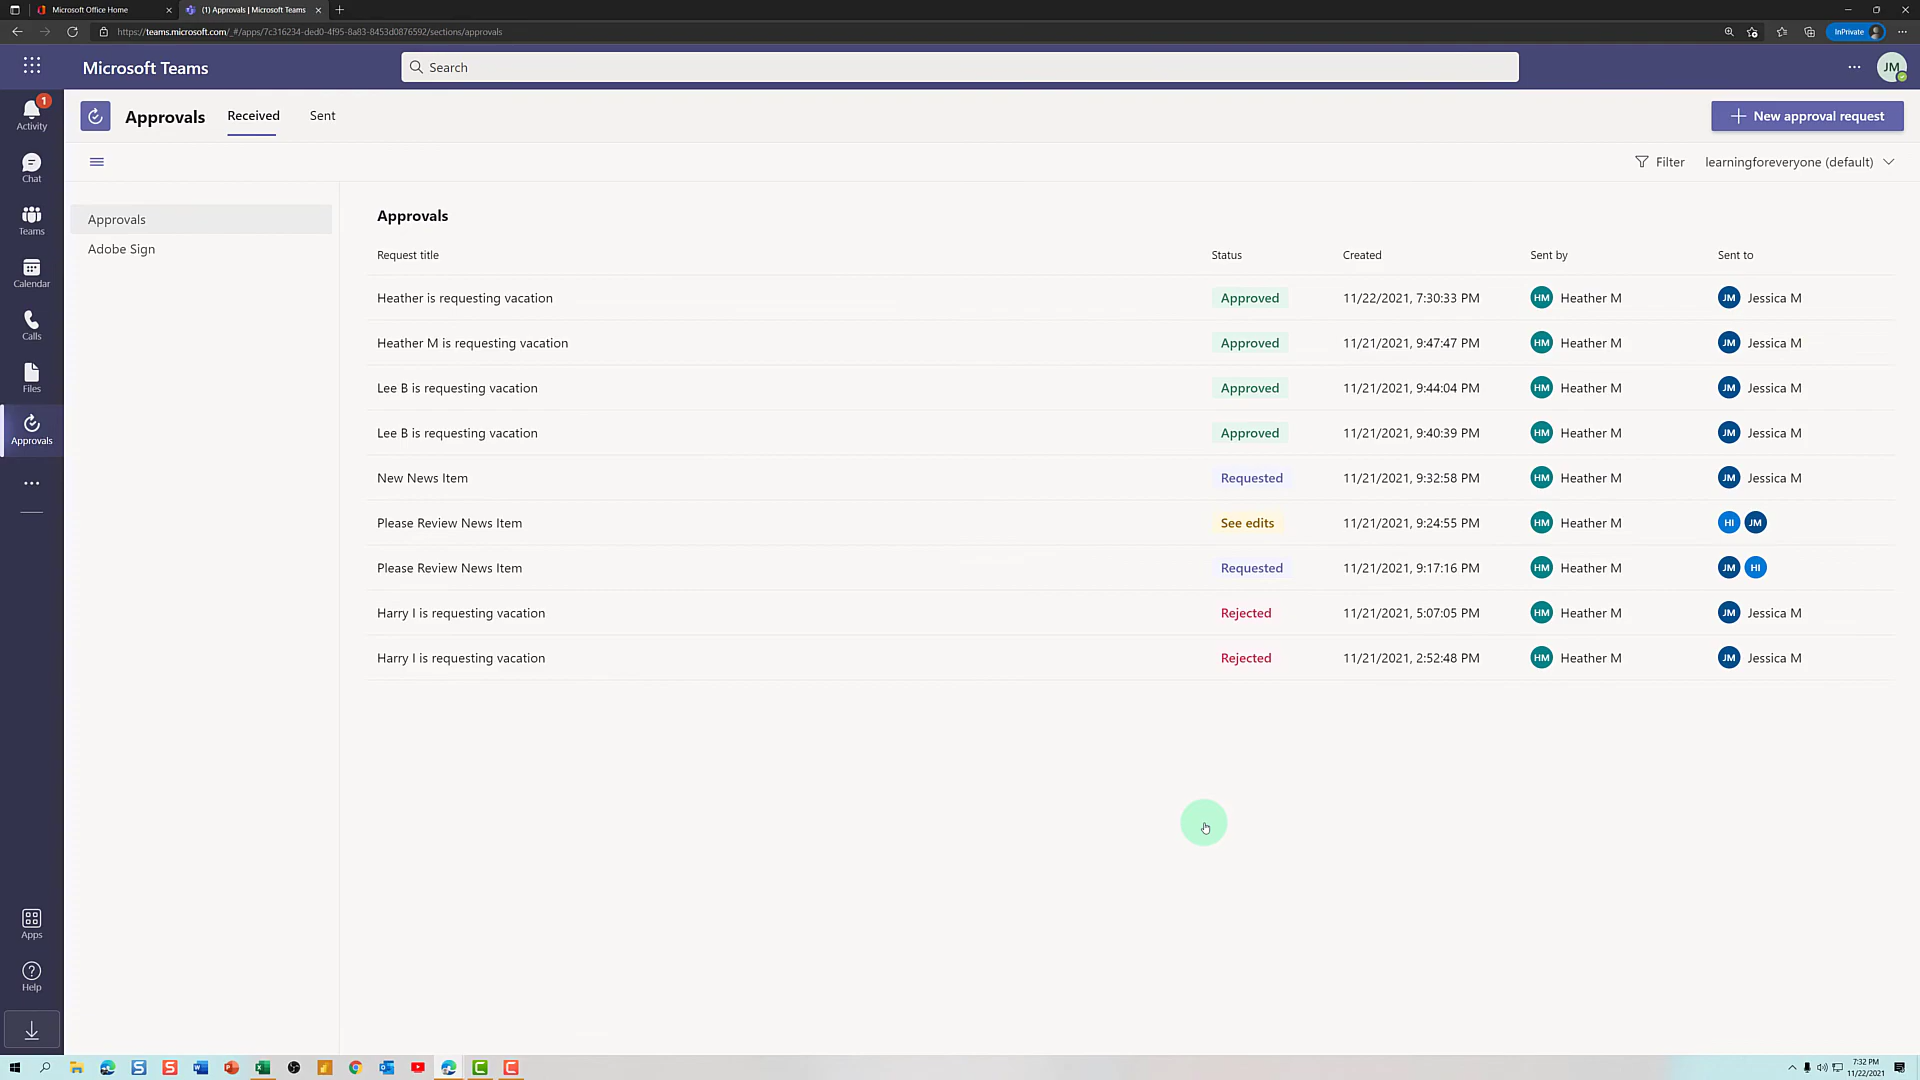 Microsoft Office Home
(1) Approvals | Microsoft Teams
https://teams.microsoft.com/_#/apps/7c316234-ded0-4f95-8a83-8453d0876592/sections/approvals
InPrivate
Microsoft Teams
Search
JM
1
Activity
Chat
Teams
Calendar
Calls
Files
Approvals
Apps
Help
Approvals
Received
Sent
New approval request
Filter
learningforeveryone (default)
Approvals
Adobe Sign
Approvals
Request title Status Created Sent by Sent to
Heather is requesting vacation Approved 11/22/2021, 7:30:33 PM HM Heather M JM Jessica M
Heather M is requesting vacation Approved 11/21/2021, 9:47:47 PM HM Heather M JM Jessica M
Lee B is requesting vacation Approved 11/21/2021, 9:44:04 PM HM Heather M JM Jessica M
Lee B is requesting vacation Approved 11/21/2021, 9:40:39 PM HM Heather M JM Jessica M
New News Item Requested 11/21/2021, 9:32:58 PM HM Heather M JM Jessica M
Please Review News Item See edits 11/21/2021, 9:24:55 PM HM Heather M HI JM
Please Review News Item Requested 11/21/2021, 9:17:16 PM HM Heather M JM HI
Harry I is requesting vacation Rejected 11/21/2021, 5:07:05 PM HM Heather M JM Jessica M
Harry I is requesting vacation Rejected 11/21/2021, 2:52:48 PM HM Heather M JM Jessica M
7:32 PM
11/22/2021